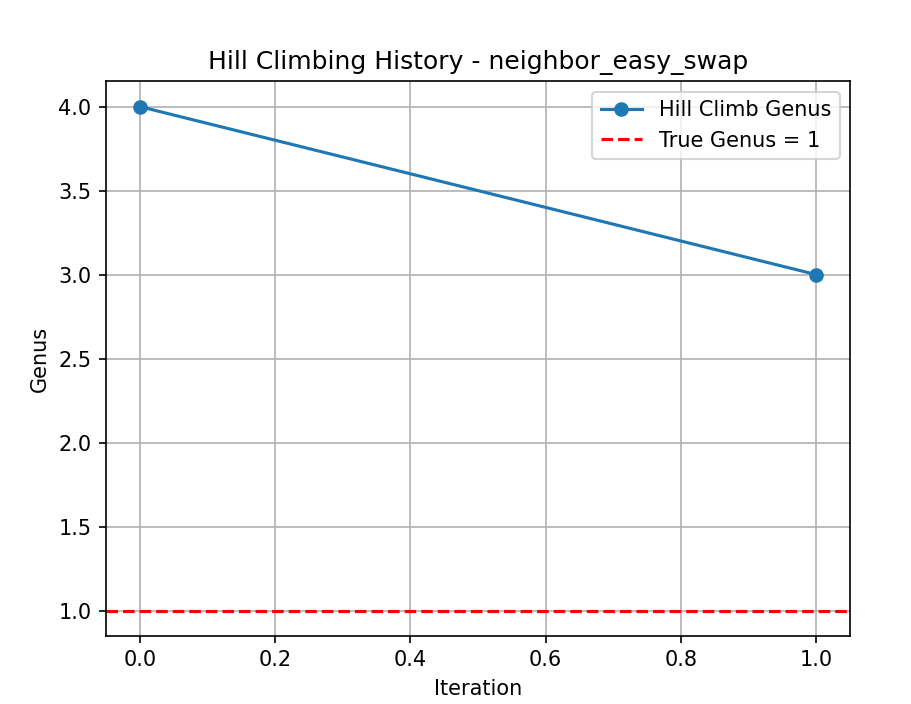 Hill Climbing History - neighbor_easy_swap
Hill Climb Genus
True Genus = 1
Genus
4.0
3.5
3.0
2.5
2.0
1.5
1.0
0.0 0.2 0.4 0.6 0.8 1.0
Iteration